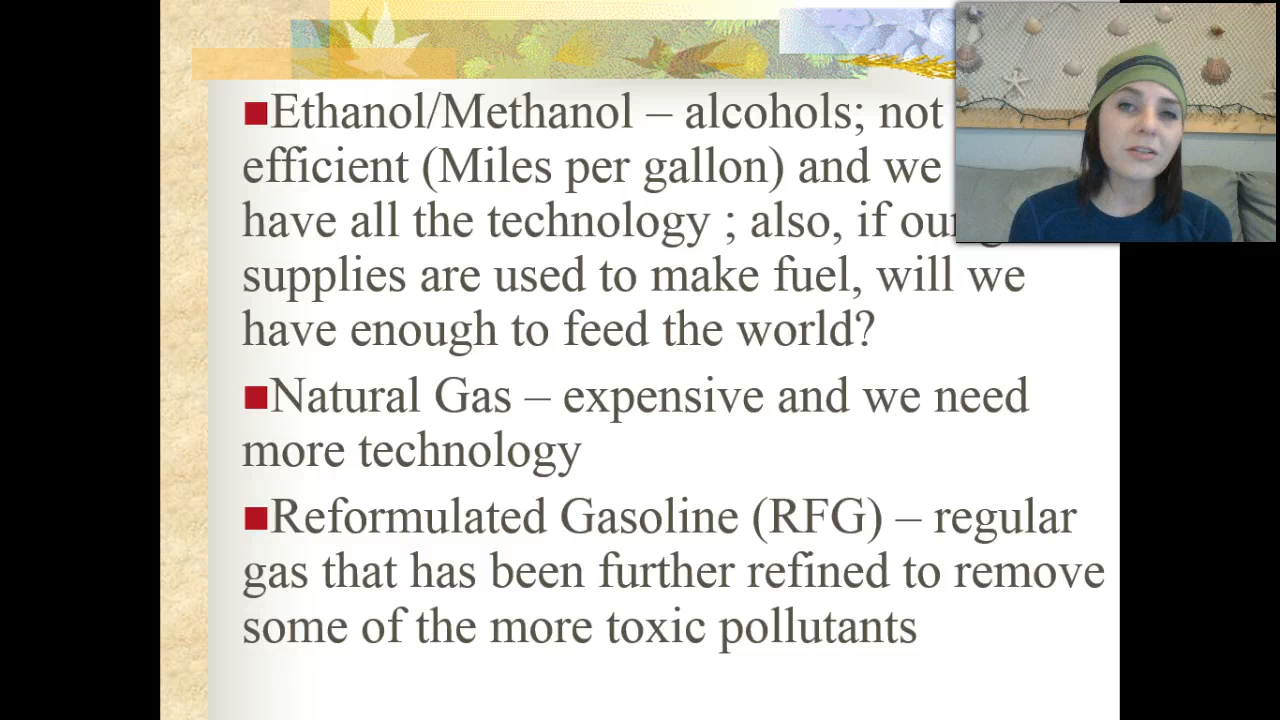 ■Ethanol/Methanol – alcohols; not
efficient (Miles per gallon) and we
have all the technology ; also, if our
supplies are used to make fuel, will we
have enough to feed the world?
■Natural Gas – expensive and we need
more technology
■Reformulated Gasoline (RFG) – regular
gas that has been further refined to remove
some of the more toxic pollutants